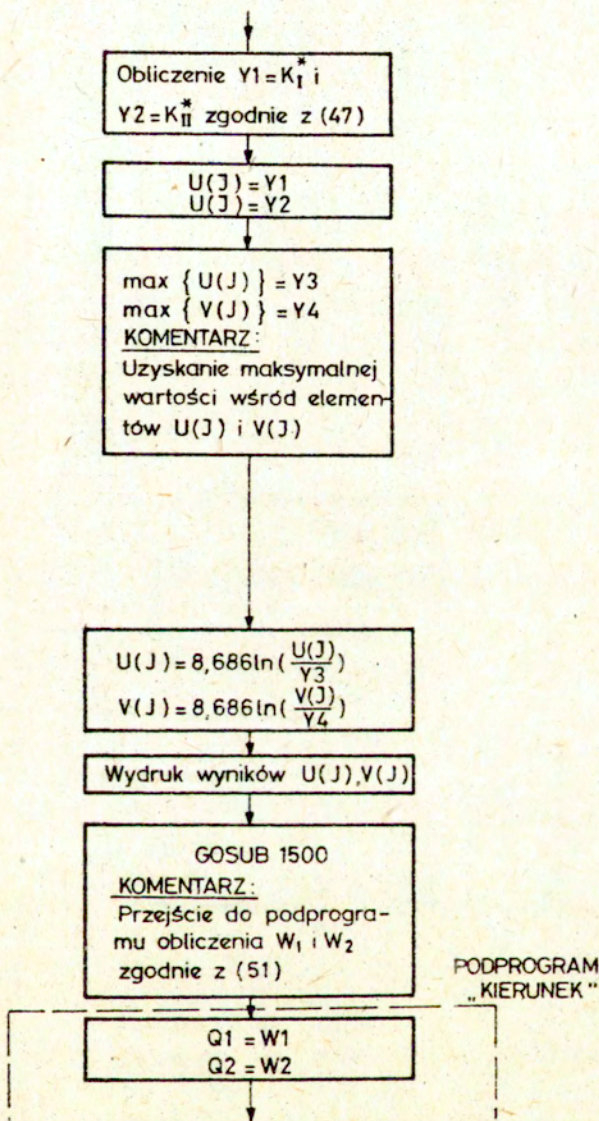 Obliczenie Y1 = K_I^* i
Y2 = K_II^* zgodnie z (47)
U(J) = Y1
U(J) = Y2
max { U(J) } = Y3
max { V(J) } = Y4
KOMENTARZ:
Uzyskanie maksymalnej
wartości wśród elemen-
tów U(J) i V(J)
U(J) = 8,686 ln( U(J) / Y3 )
V(J) = 8,686 ln( V(J) / Y4 )
Wydruk wyników U(J), V(J)
GOSUB 1500
KOMENTARZ:
Przejście do podprogra-
mu obliczenia W₁ i W₂
zgodnie z (51)
PODPROGRAM
„KIERUNEK"
Q1 = W1
Q2 = W2